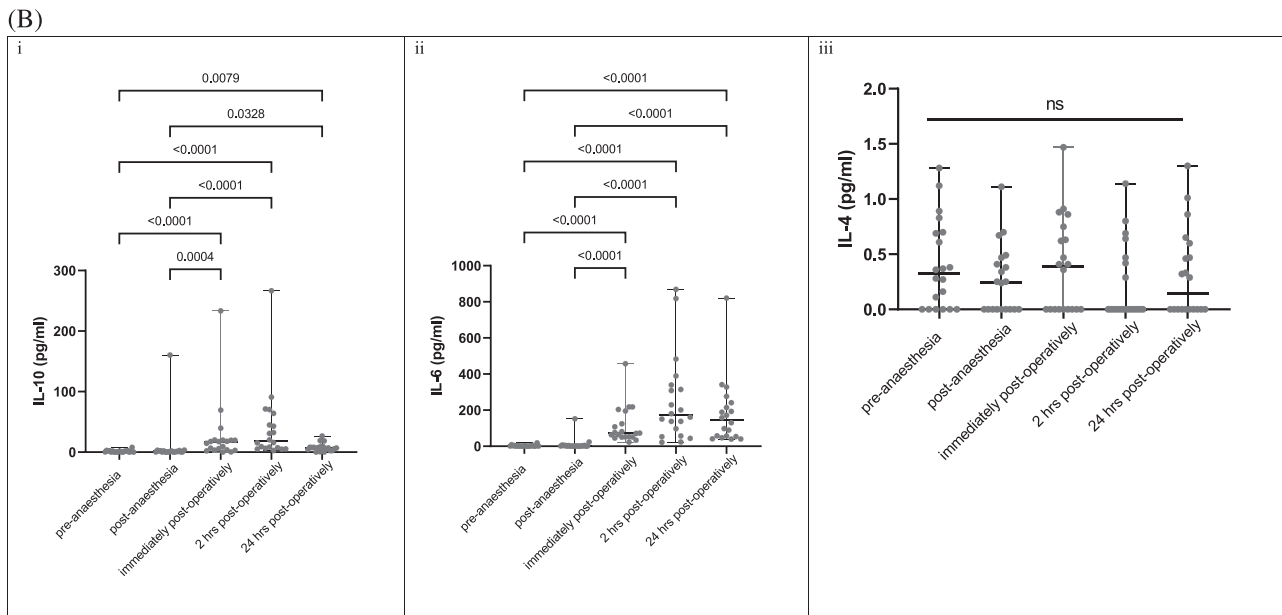 (B)
i
0.0079
0.0328
<0.0001
<0.0001
<0.0001
0.0004
300
200
100
0
IL-10 (pg/ml)
pre-anaesthesia
post-anaesthesia
immediately post-operatively
2 hrs post-operatively
24 hrs post-operatively
ii
<0.0001
<0.0001
<0.0001
<0.0001
<0.0001
<0.0001
1000
800
600
400
200
0
IL-6 (pg/ml)
pre-anaesthesia
post-anaesthesia
immediately post-operatively
2 hrs post-operatively
24 hrs post-operatively
iii
ns
2.0
1.5
1.0
0.5
0.0
IL-4 (pg/ml)
pre-anaesthesia
post-anaesthesia
immediately post-operatively
2 hrs post-operatively
24 hrs post-operatively